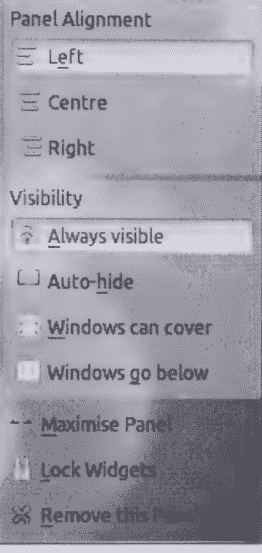 Panel Alignment
Left
Centre
Right
Visibility
Always visible
Auto-hide
Windows can cover
Windows go below
Maximise Panel
Lock Widgets
Remove this Panel